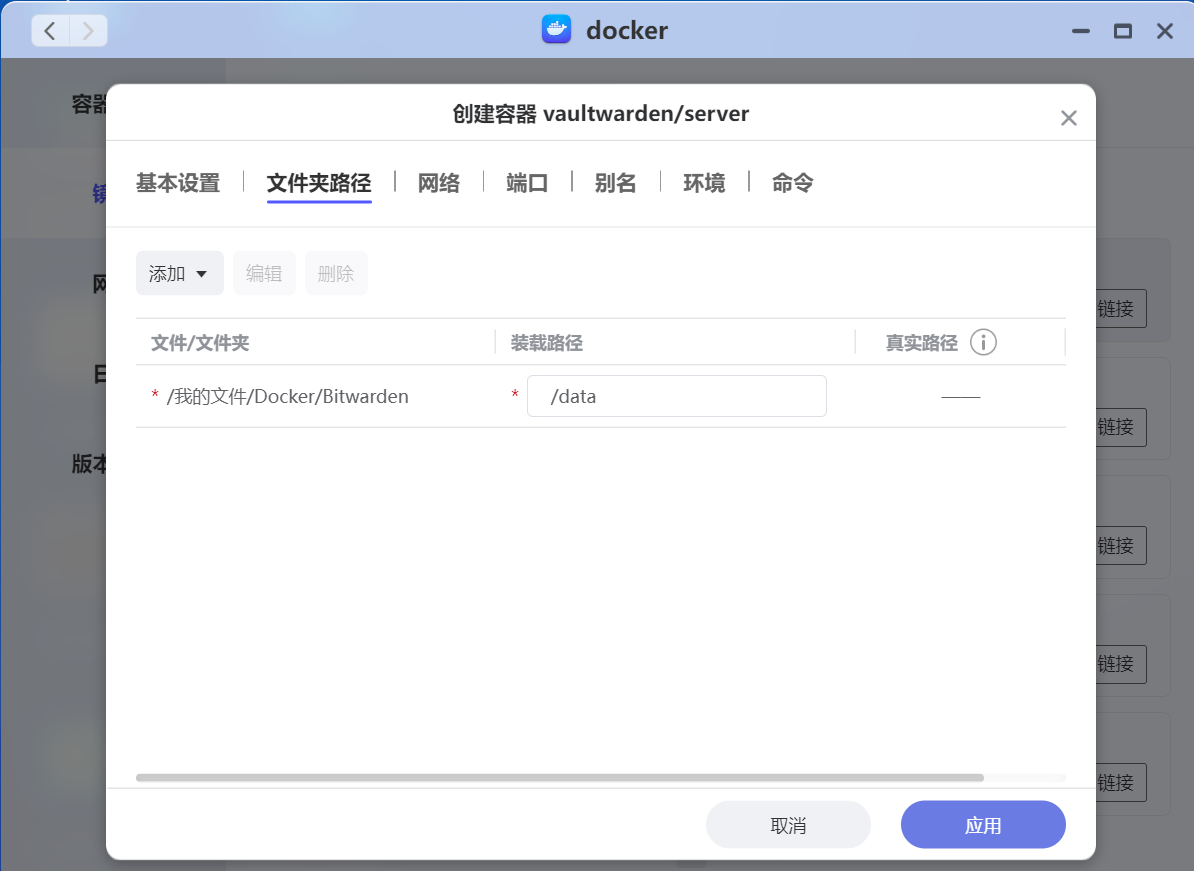 docker
容器
创建容器 vaultwarden/server
基本设置 文件夹路径 网络 端口 别名 环境 命令
添加 编辑 删除
文件/文件夹 装载路径 真实路径
* /我的文件/Docker/Bitwarden * /data ——
链接
链接
版本
链接
链接
链接
取消 应用